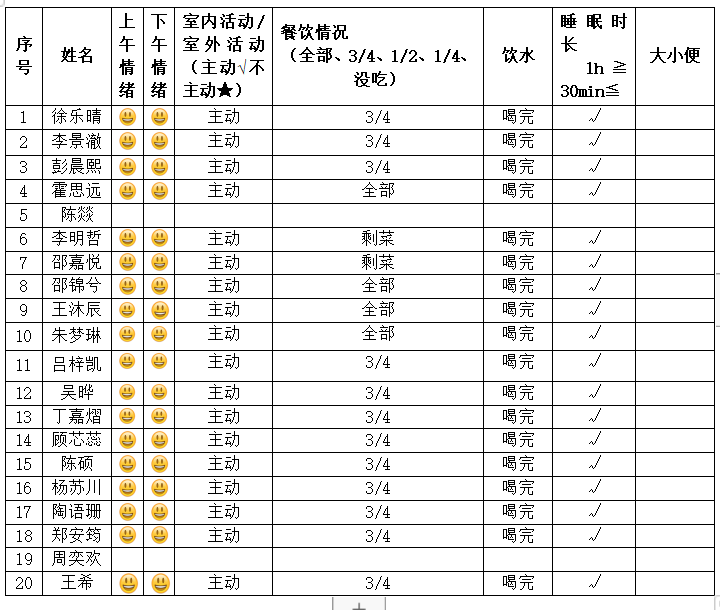 序号 姓名 上午情绪 下午情绪 室内活动/室外活动（主动√不主动★） 餐饮情况（全部、3/4、1/2、1/4、没吃） 饮水 睡眠时长 1h ≧ 30min≦ 大小便
1 徐乐晴 😃 😃 主动 3/4 喝完 √
2 李景澈 😃 😃 主动 3/4 喝完 √
3 彭晨熙 😃 😃 主动 3/4 喝完 √
4 霍思远 😃 😃 主动 全部 喝完 √
5 陈燚
6 李明哲 😃 😃 主动 剩菜 喝完 √
7 邵嘉悦 😃 😃 主动 剩菜 喝完 √
8 邵锦兮 😃 😃 主动 全部 喝完 √
9 王沐辰 😃 😃 主动 全部 喝完 √
10 朱梦琳 😃 😃 主动 全部 喝完 √
11 吕梓凯 😃 😃 主动 3/4 喝完 √
12 吴晔 😃 😃 主动 3/4 喝完 √
13 丁嘉熠 😃 😃 主动 3/4 喝完 √
14 顾芯蕊 😃 😃 主动 3/4 喝完 √
15 陈硕 😃 😃 主动 3/4 喝完 √
16 杨苏川 😃 😃 主动 3/4 喝完 √
17 陶语珊 😃 😃 主动 3/4 喝完 √
18 郑安筠 😃 😃 主动 3/4 喝完 √
19 周奕欢
20 王希 😃 😃 主动 3/4 喝完 √